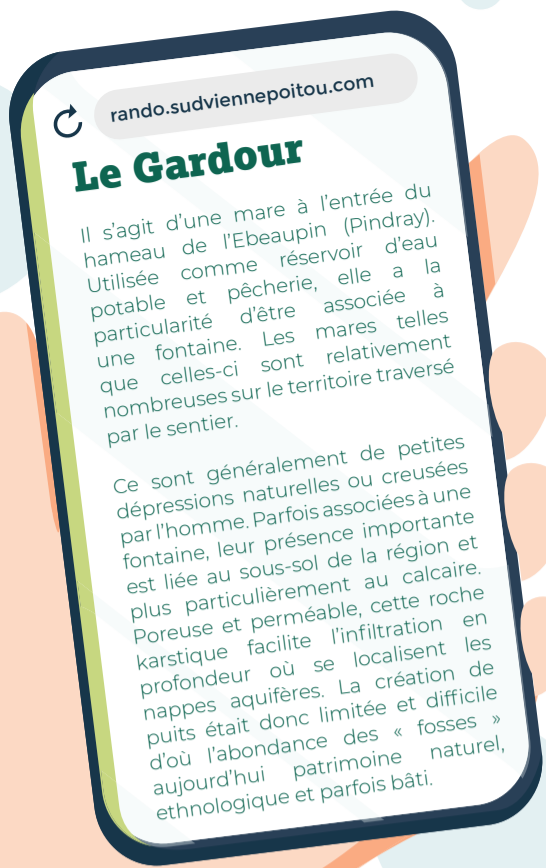 rando.sudviennepoitou.com
Le Gardour
Il s'agit d'une mare à l'entrée du
hameau de l'Ebeaupin (Pindray).
Utilisée comme réservoir d'eau
potable et pêcherie, elle a la
particularité d'être associée à
une fontaine. Les mares telles
que celles-ci sont relativement
nombreuses sur le territoire traversé
par le sentier.
Ce sont généralement de petites
dépressions naturelles ou creusées
par l'homme. Parfois associées à une
fontaine, leur présence importante
est liée au sous-sol de la région et
plus particulièrement au calcaire.
Poreuse et perméable, cette roche
karstique facilite l'infiltration en
profondeur où se localisent les
nappes aquifères. La création de
puits était donc limitée et difficile
d'où l'abondance des « fosses »
aujourd'hui patrimoine naturel,
ethnologique et parfois bâti.